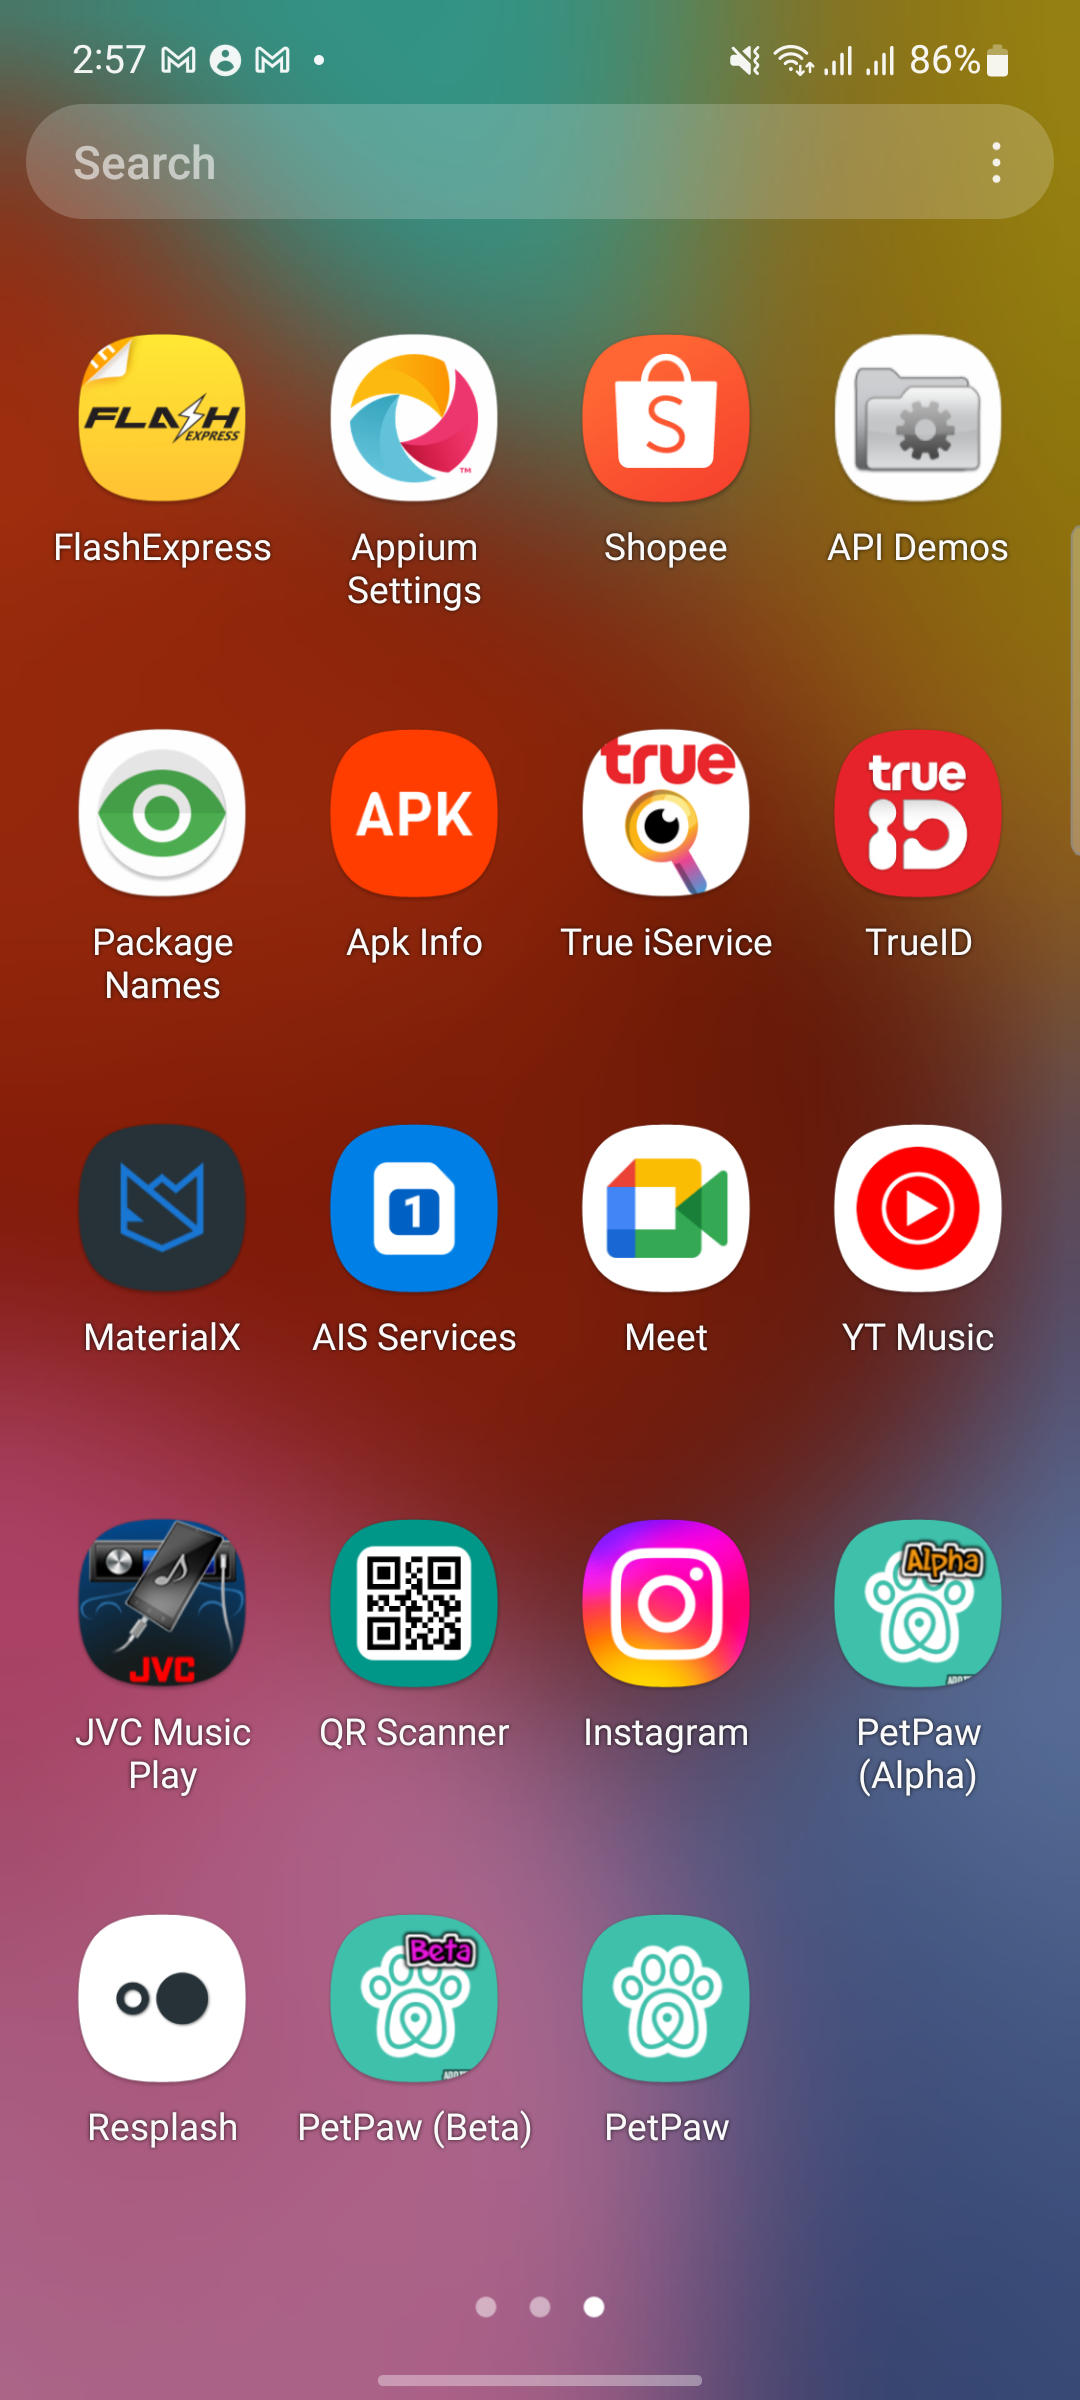 2:57
86%
Search
FLASH
EXPRESS
S
TM
FlashExpress
Appium
Settings
Shopee
API Demos
APK
true
true
iD
Package
Names
Apk Info
True iService
TrueID
1
MaterialX
AIS Services
Meet
YT Music
JVC
Alpha
JVC Music
Play
QR Scanner
Instagram
PetPaw
(Alpha)
Beta
Resplash
PetPaw (Beta)
PetPaw